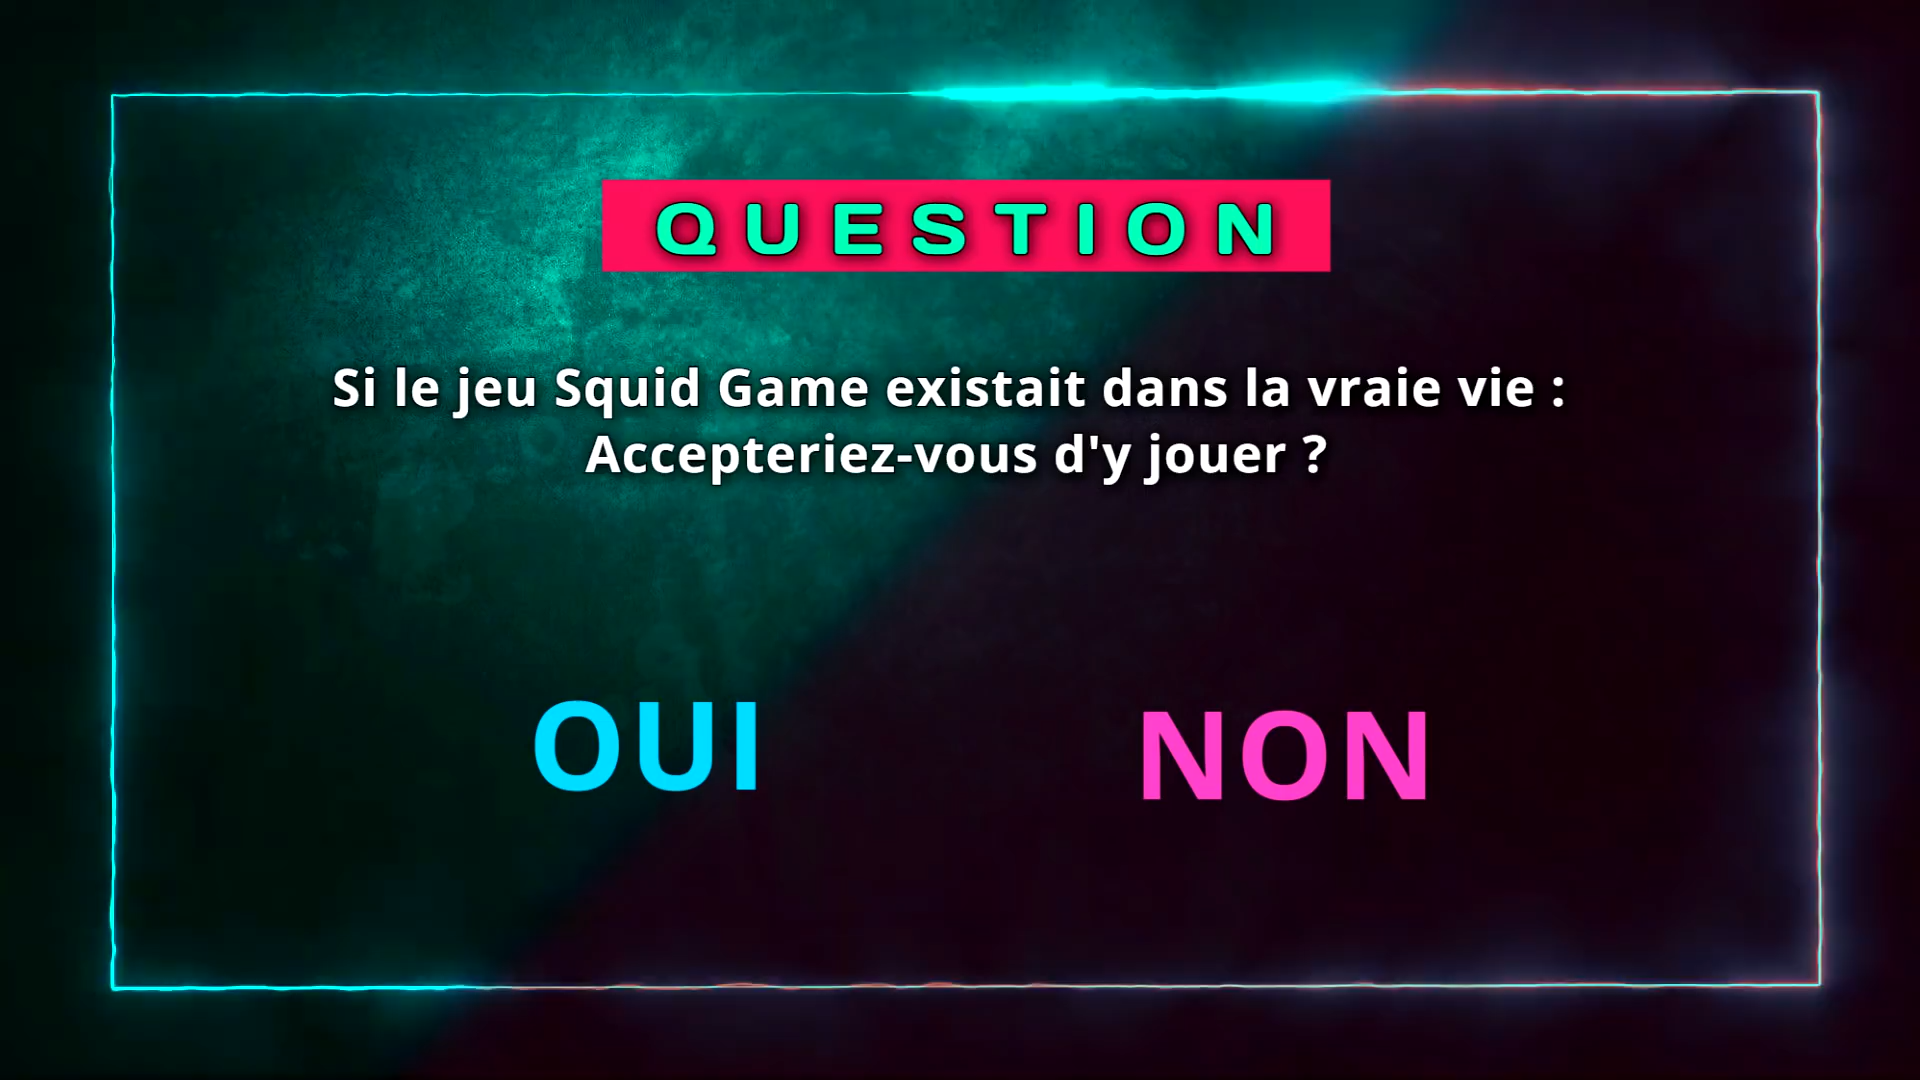 QUESTION
Si le jeu Squid Game existait dans la vraie vie :
Accepteriez-vous d'y jouer ?
OUI
NON